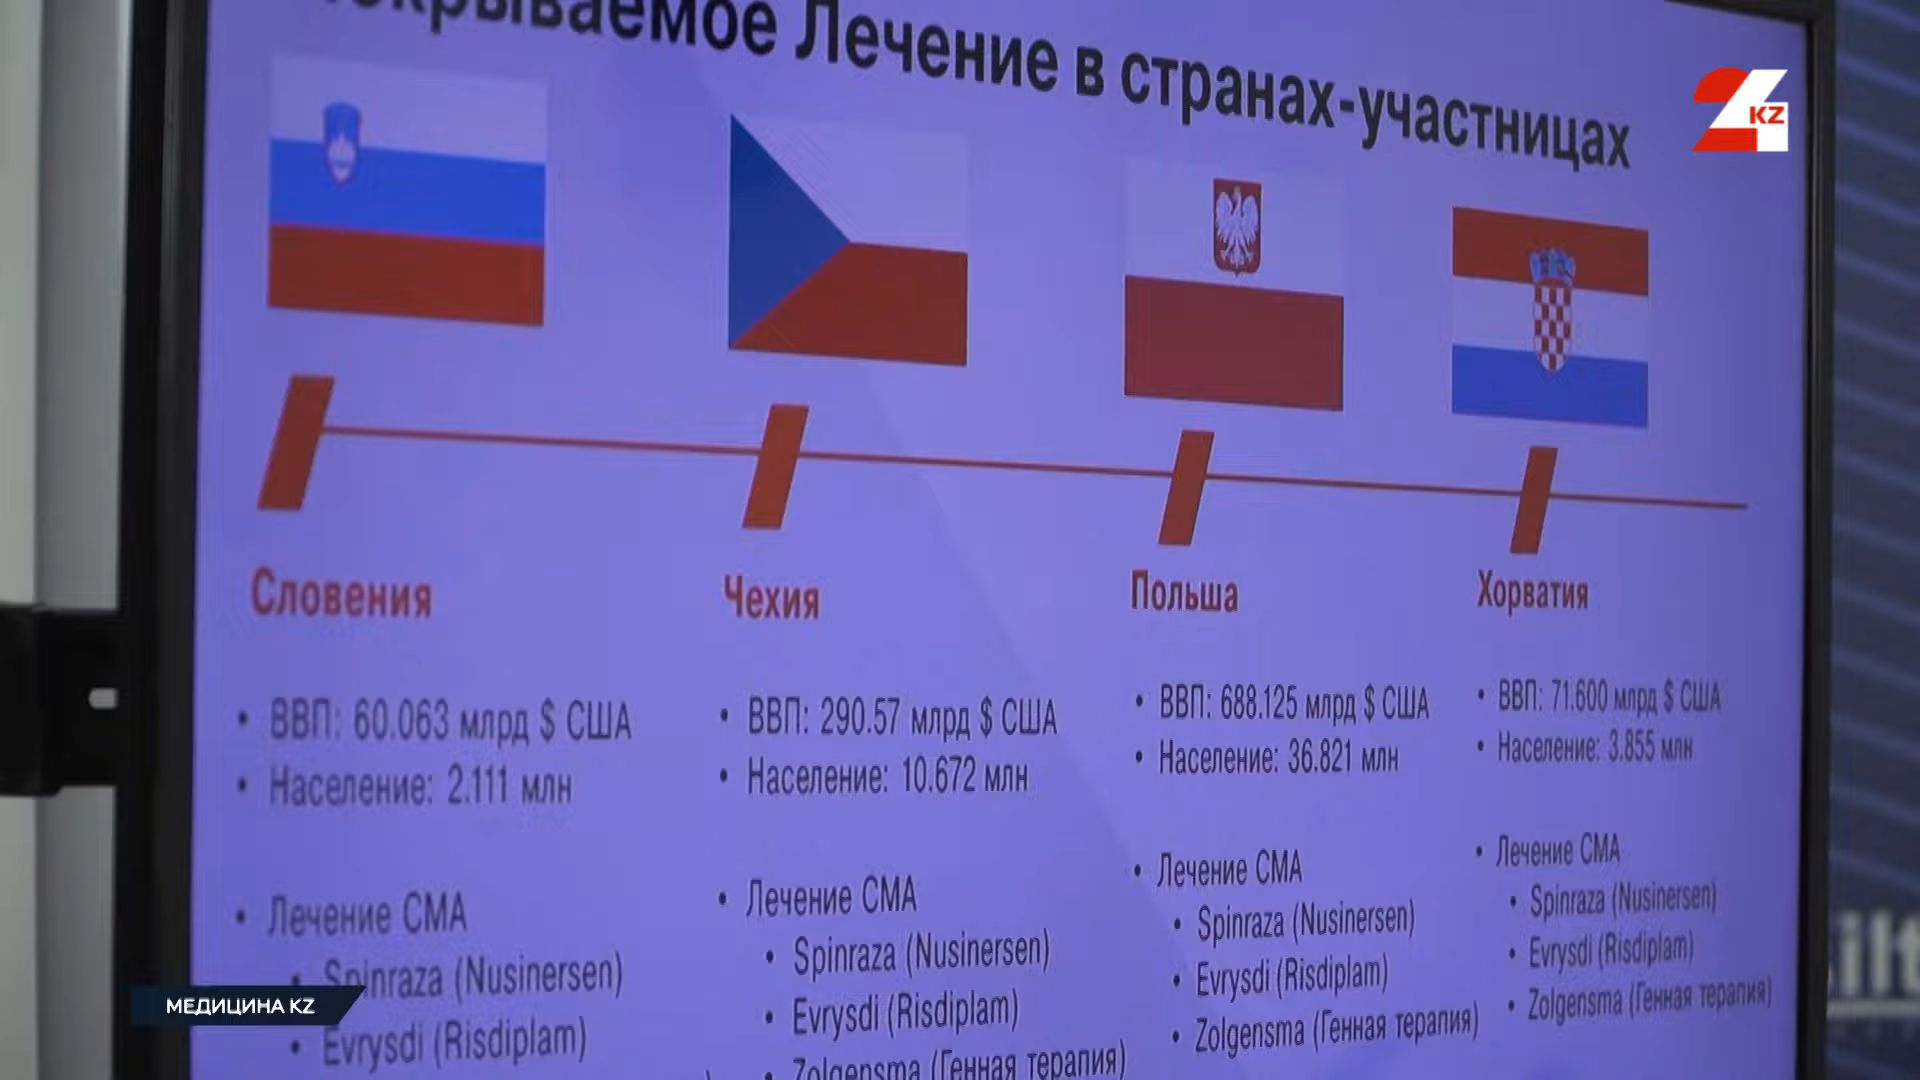 Лечение в странах-участницах
24 KZ
Словения
• ВВП: 60.063 млрд $ США
• Население: 2.111 млн
• Лечение СМА
• Spinraza (Nusinersen)
• Evrysdi (Risdiplam)
Чехия
• ВВП: 290.57 млрд $ США
• Население: 10.672 млн
• Лечение СМА
• Spinraza (Nusinersen)
• Evrysdi (Risdiplam)
• Zolgensma (Генная терапия)
Польша
• ВВП: 688.125 млрд $ США
• Население: 36.821 млн
• Лечение СМА
• Spinraza (Nusinersen)
• Evrysdi (Risdiplam)
• Zolgensma (Генная терапия)
Хорватия
• ВВП: 71.600 млрд $ США
• Население: 3.855 млн
• Лечение СМА
• Spinraza (Nusinersen)
• Evrysdi (Risdiplam)
• Zolgensma (Генная терапия)
МЕДИЦИНА KZ